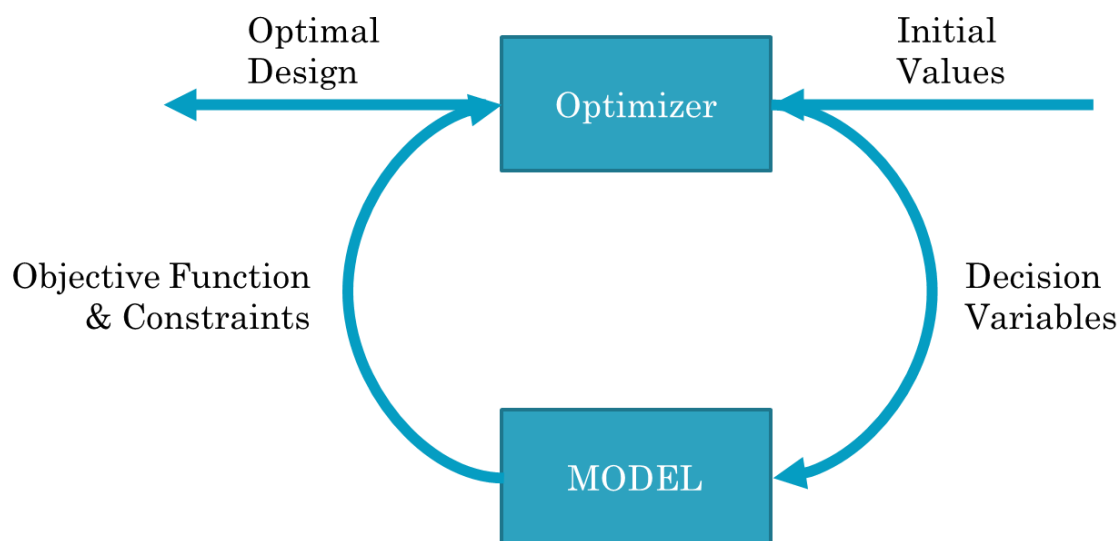 Optimal
Design
Optimizer
Initial
Values
Objective Function
& Constraints
Decision
Variables
MODEL